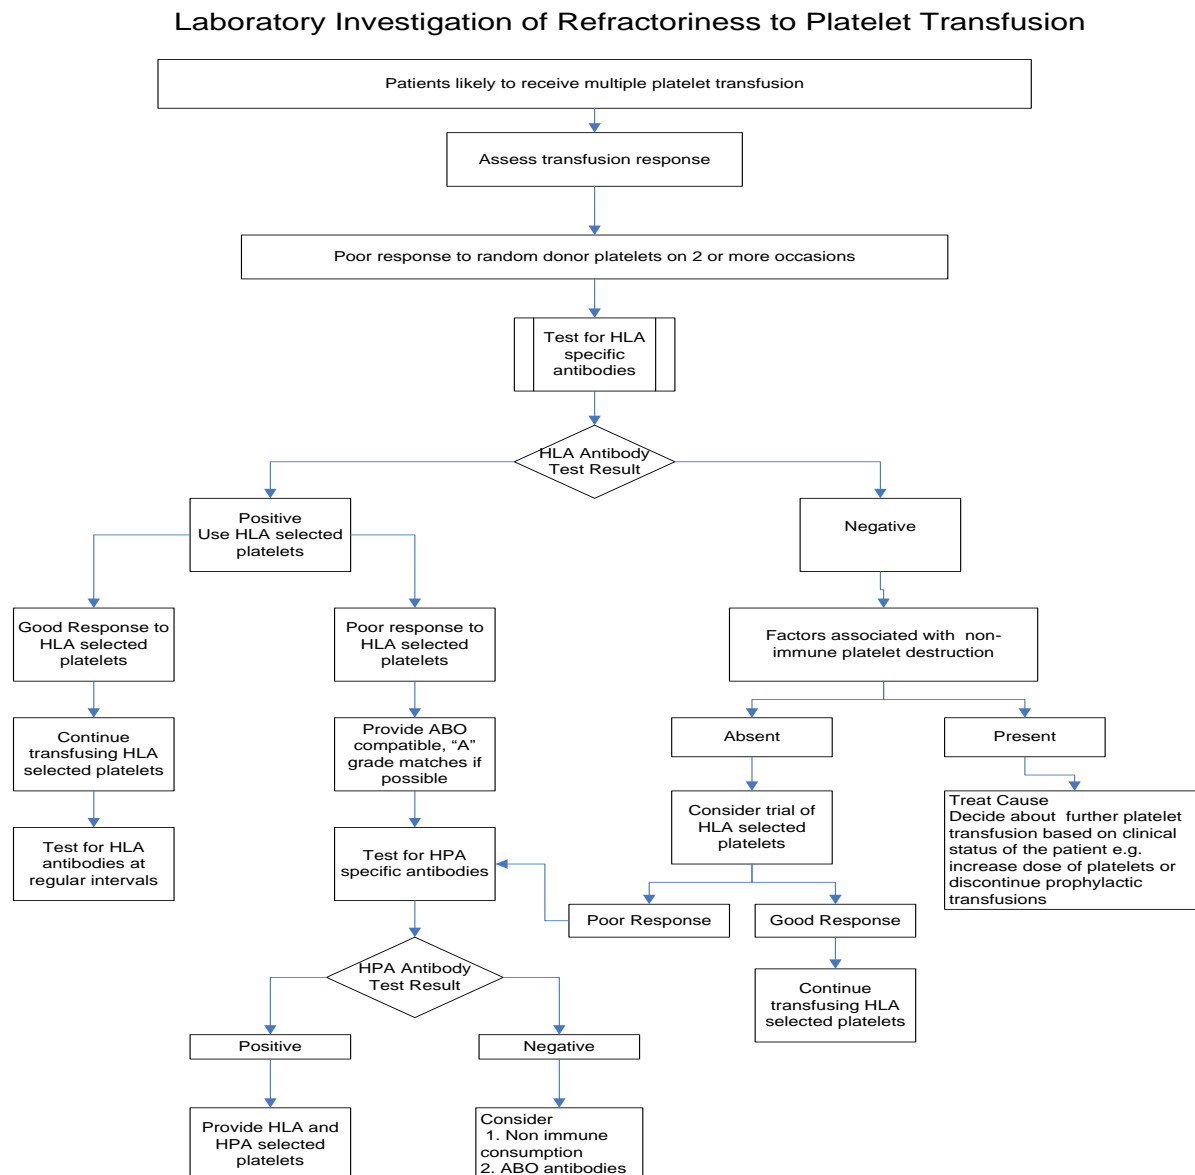 Laboratory Investigation of Refractoriness to Platelet Transfusion
Patients likely to receive multiple platelet transfusion
Assess transfusion response
Poor response to random donor platelets on 2 or more occasions
Test for HLA
specific
antibodies
HLA Antibody
Test Result
Positive
Use HLA selected
platelets
Negative
Good Response to
HLA selected
platelets
Poor response to
HLA selected
platelets
Factors associated with  non-
immune platelet destruction
Continue
transfusing HLA
selected platelets
Provide ABO
compatible, “A”
grade matches if
possible
Absent
Present
Test for HLA
antibodies at
regular intervals
Test for HPA
specific antibodies
Consider trial of
HLA selected
platelets
Treat Cause
Decide about  further platelet
transfusion based on clinical
status of the patient e.g.
increase dose of platelets or
discontinue prophylactic
transfusions
Poor Response
Good Response
HPA Antibody
Test Result
Continue
transfusing HLA
selected platelets
Positive
Negative
Provide HLA and
HPA selected
platelets
Consider
1. Non immune
consumption
2. ABO antibodies